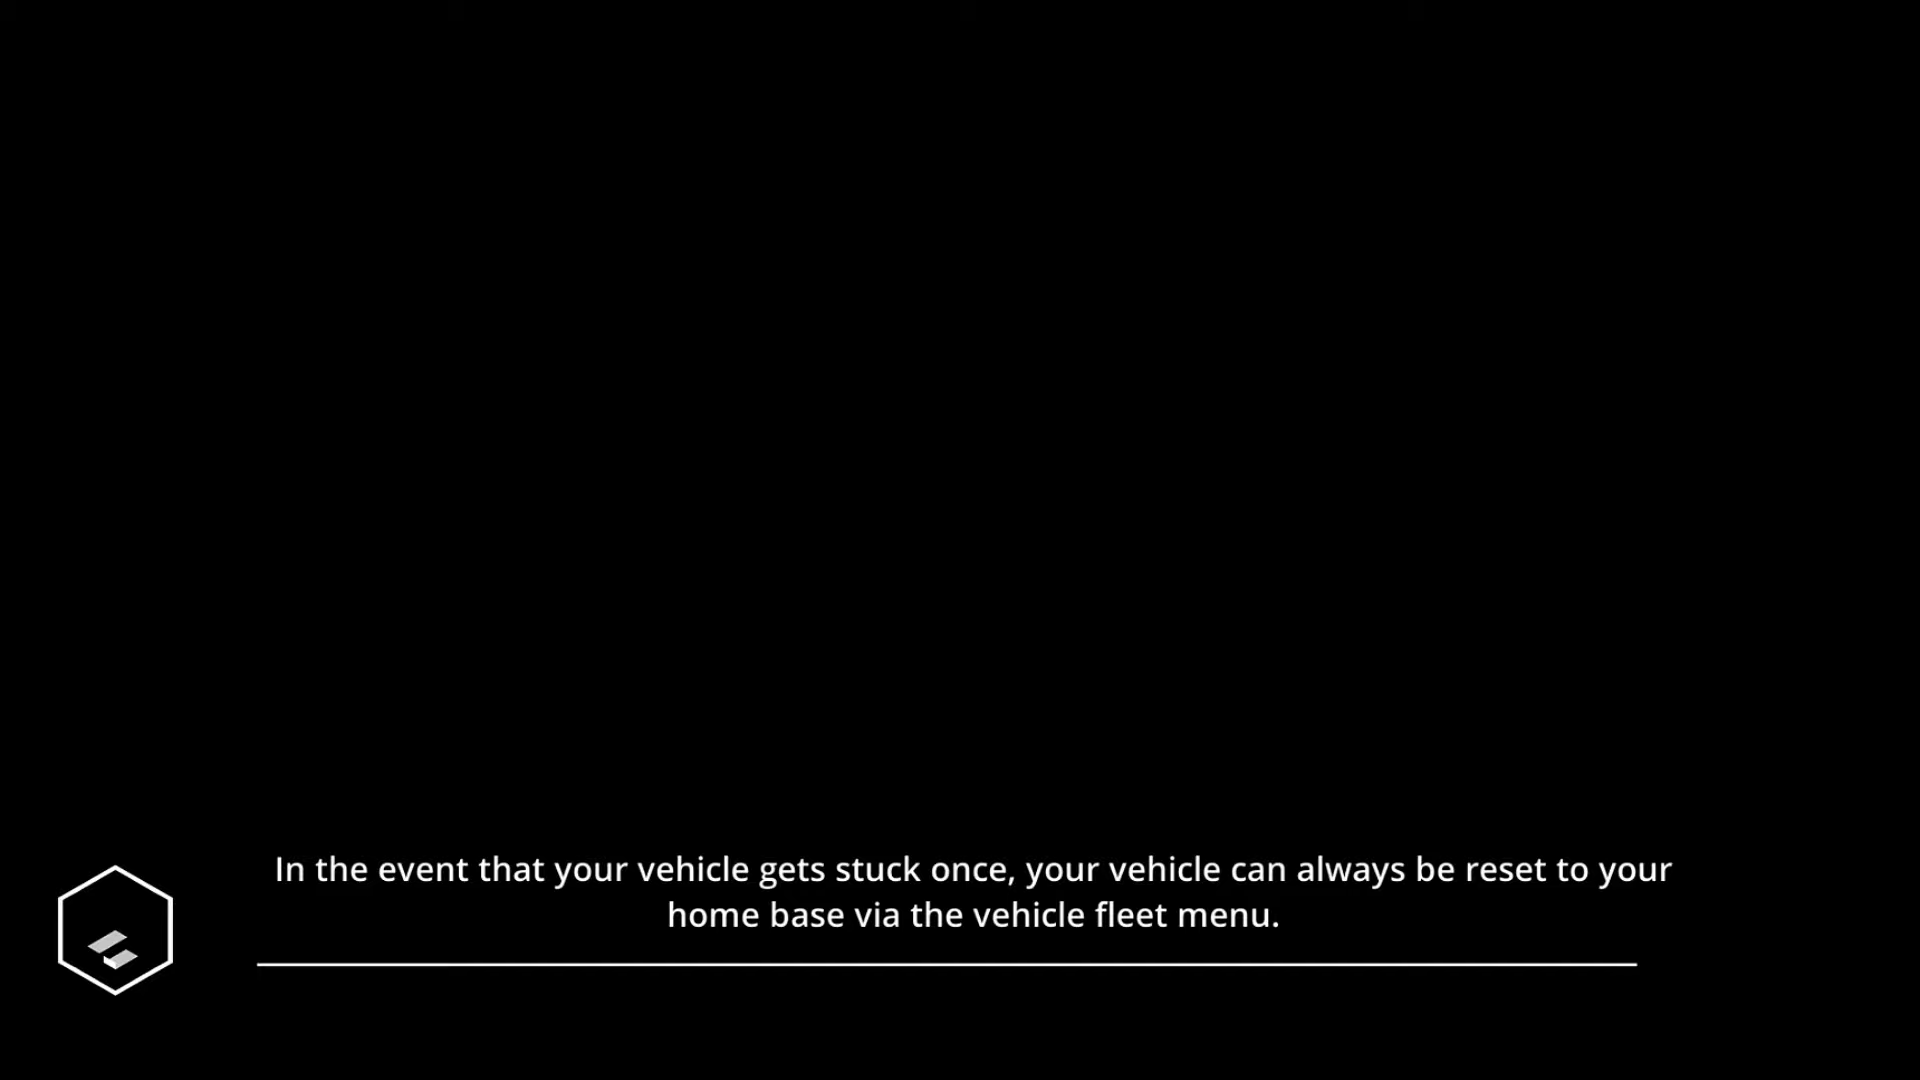 In the event that your vehicle gets stuck once, your vehicle can always be reset to your
home base via the vehicle fleet menu.